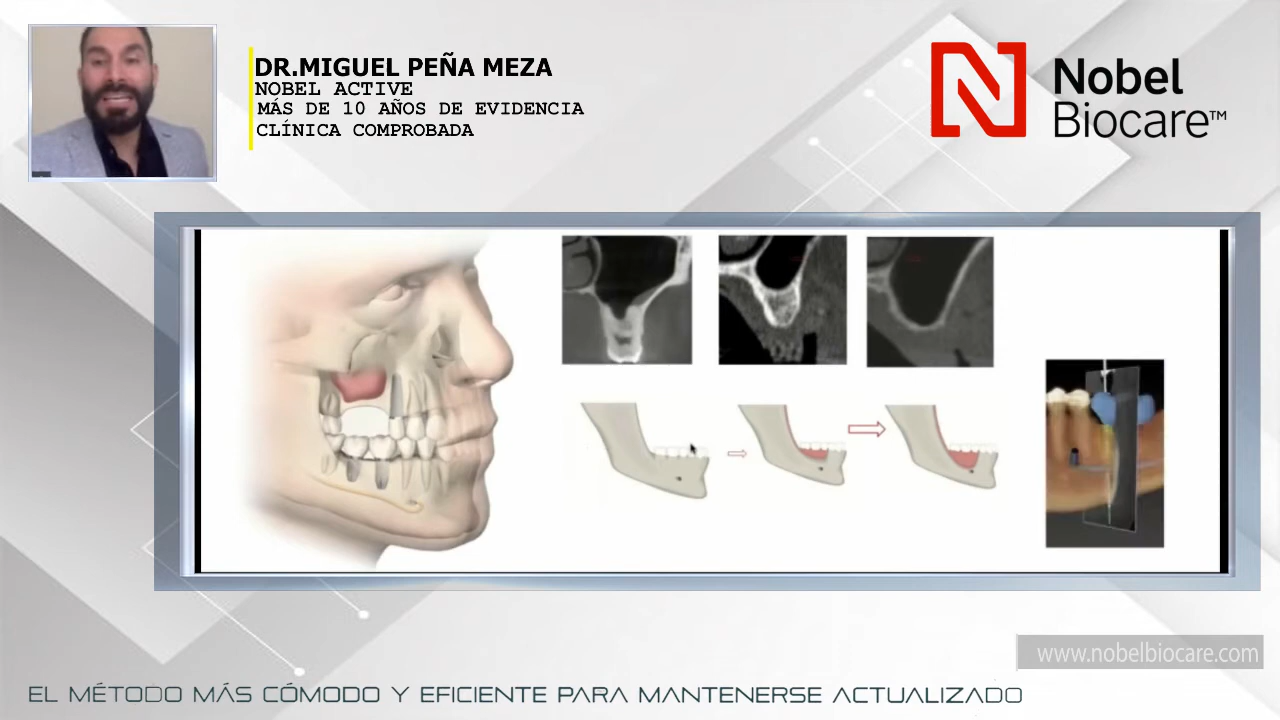 DR.MIGUEL PEÑA MEZA
NOBEL ACTIVE
MÁS DE 10 AÑOS DE EVIDENCIA
CLÍNICA COMPROBADA
Nobel
Biocare™
www.nobelbiocare.com
EL MÉTODO MÁS CÓMODO Y EFICIENTE PARA MANTENERSE ACTUALIZADO